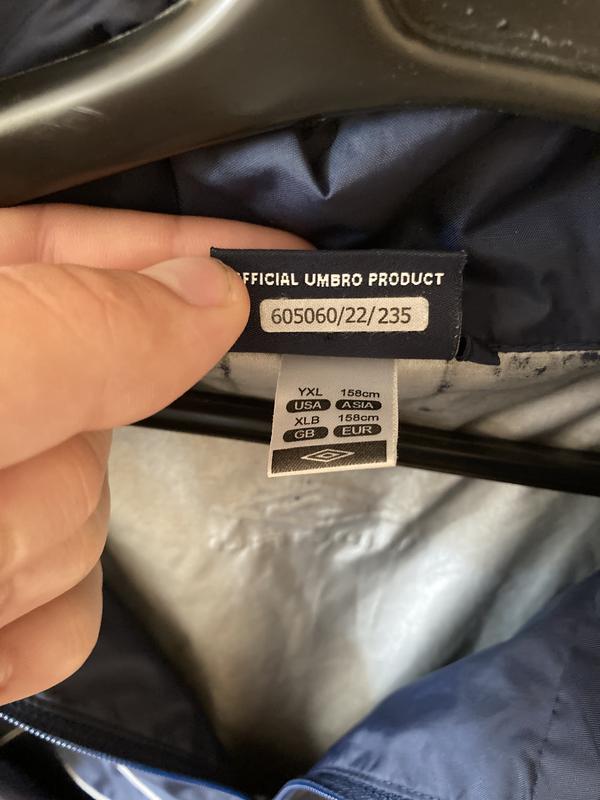 OFFICIAL UMBRO PRODUCT
605060/22/235
YXL 158cm
USA ASIA
XLB 158cm
GB EUR